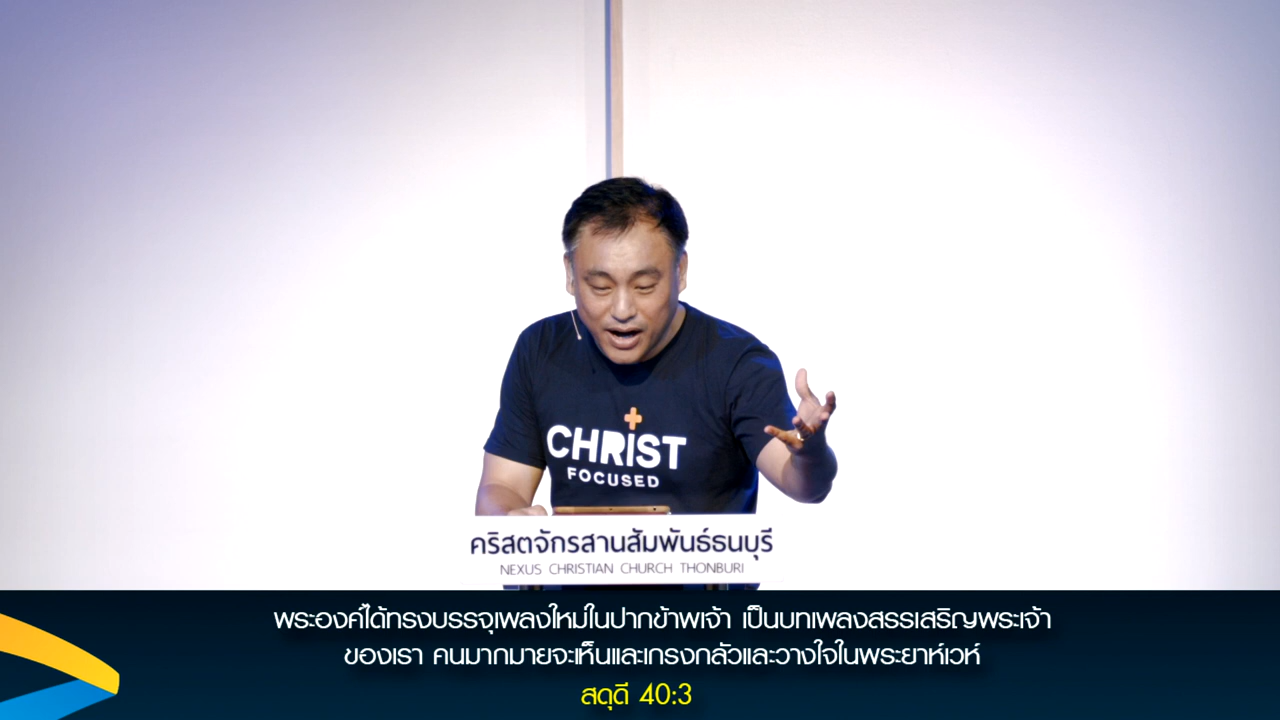 CHRIST
FOCUSED
คริสตจักรสานสัมพันธ์ธนบุรี
NEXUS CHRISTIAN CHURCH THONBURI
พระองค์ได้ทรงบรรจุเพลงใหม่ในปากข้าพเจ้า เป็นบทเพลงสรรเสริญพระเจ้า
ของเรา คนมากมายจะเห็นและเกรงกลัวและวางใจในพระยาห์เวห์
สดุดี 40:3